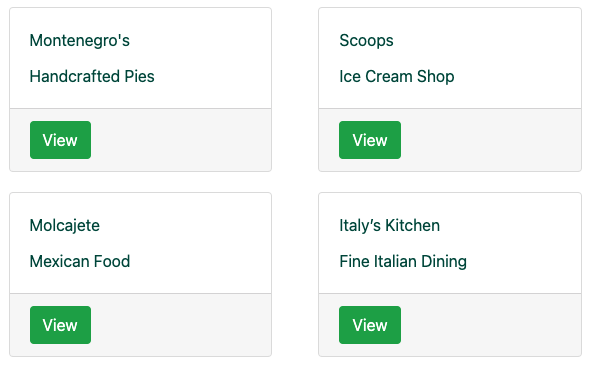 Montenegro's
Handcrafted Pies
View
Scoops
Ice Cream Shop
View
Molcajete
Mexican Food
View
Italy’s Kitchen
Fine Italian Dining
View